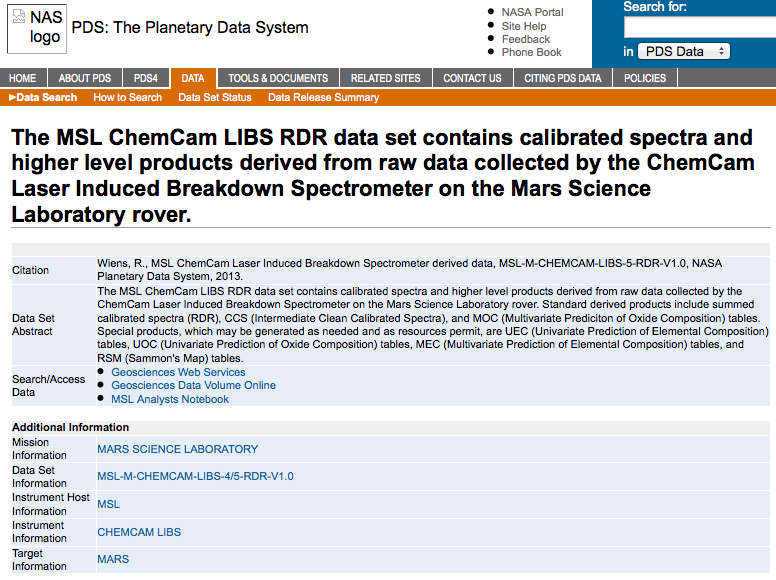 NAS
logo
PDS: The Planetary Data System
NASA Portal
Site Help
Feedback
Phone Book
Search for:
in PDS Data
HOME ABOUT PDS PDS4 DATA TOOLS & DOCUMENTS RELATED SITES CONTACT US CITING PDS DATA POLICIES
Data Search How to Search Data Set Status Data Release Summary
The MSL ChemCam LIBS RDR data set contains calibrated spectra and
higher level products derived from raw data collected by the ChemCam
Laser Induced Breakdown Spectrometer on the Mars Science
Laboratory rover.
Citation
Wiens, R., MSL ChemCam Laser Induced Breakdown Spectrometer derived data, MSL-M-CHEMCAM-LIBS-5-RDR-V1.0, NASA
Planetary Data System, 2013.
Data Set
Abstract
The MSL ChemCam LIBS RDR data set contains calibrated spectra and higher level products derived from raw data collected by the
ChemCam Laser Induced Breakdown Spectrometer on the Mars Science Laboratory rover. Standard derived products include summed
calibrated spectra (RDR), CCS (Intermediate Clean Calibrated Spectra), and MOC (Multivariate Prediciton of Oxide Composition) tables.
Special products, which may be generated as needed and as resources permit, are UEC (Univariate Prediction of Elemental Composition)
tables, UOC (Univariate Prediction of Oxide Composition) tables, MEC (Multivariate Prediction of Elemental Composition) tables, and
RSM (Sammon's Map) tables.
Search/Access
Data
Geosciences Web Services
Geosciences Data Volume Online
MSL Analysts Notebook
Additional Information
Mission
Information
MARS SCIENCE LABORATORY
Data Set
Information
MSL-M-CHEMCAM-LIBS-4/5-RDR-V1.0
Instrument Host
Information
MSL
Instrument
Information
CHEMCAM LIBS
Target
Information
MARS